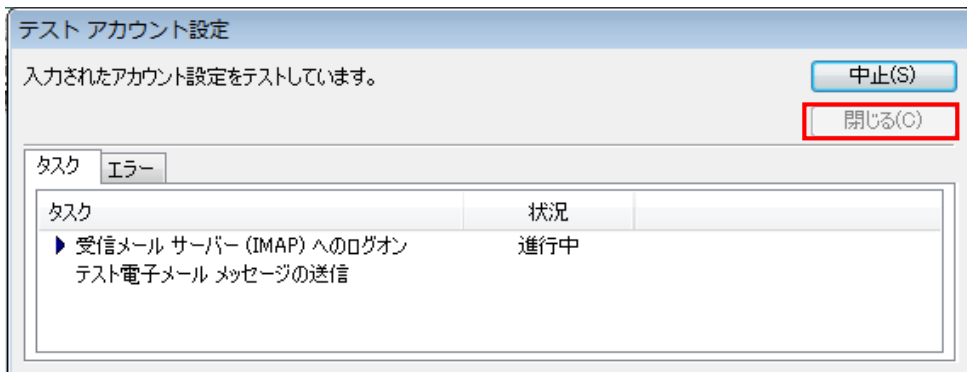 テスト アカウント設定
入力されたアカウント設定をテストしています。
中止(S)
閉じる(C)
タスク エラー
タスク 状況
受信メール サーバー (IMAP) へのログオン 進行中
テスト電子メール メッセージの送信